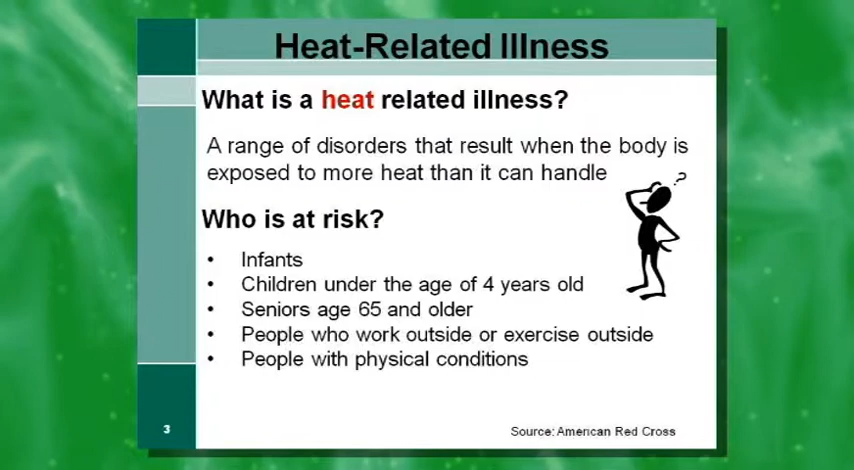 Heat-Related Illness
What is a heat related illness?
A range of disorders that result when the body is
exposed to more heat than it can handle
?
Who is at risk?
• Infants
• Children under the age of 4 years old
• Seniors age 65 and older
• People who work outside or exercise outside
• People with physical conditions
3
Source: American Red Cross